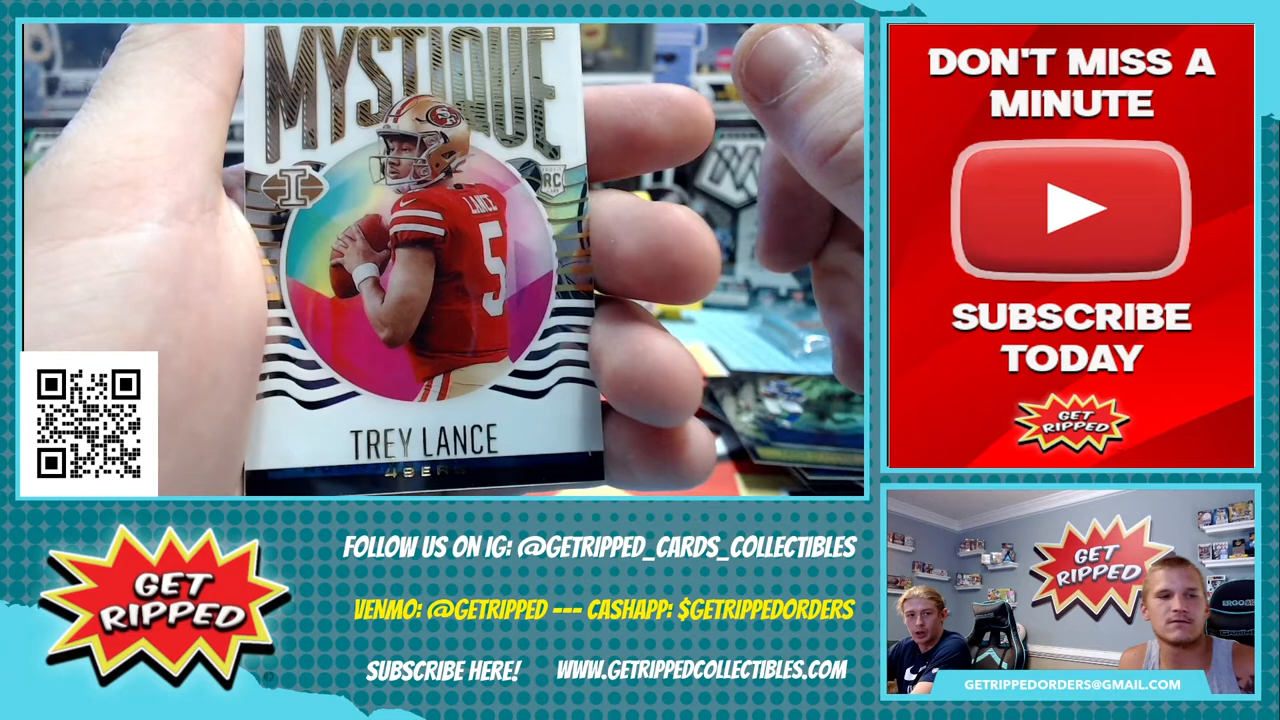 MYSTIQUE
I
RC
LANCE
5
TREY LANCE
49ERS
DON'T MISS A
MINUTE
SUBSCRIBE
TODAY
GET
RIPPED
GET
RIPPED
FOLLOW US ON IG: @GETRIPPED_CARDS_COLLECTIBLES
VENMO: @GETRIPPED --- CASHAPP: $GETRIPPEDORDERS
SUBSCRIBE HERE!
WWW.GETRIPPEDCOLLECTIBLES.COM
GET
RIPPED
GETRIPPEDORDERS@GMAIL.COM